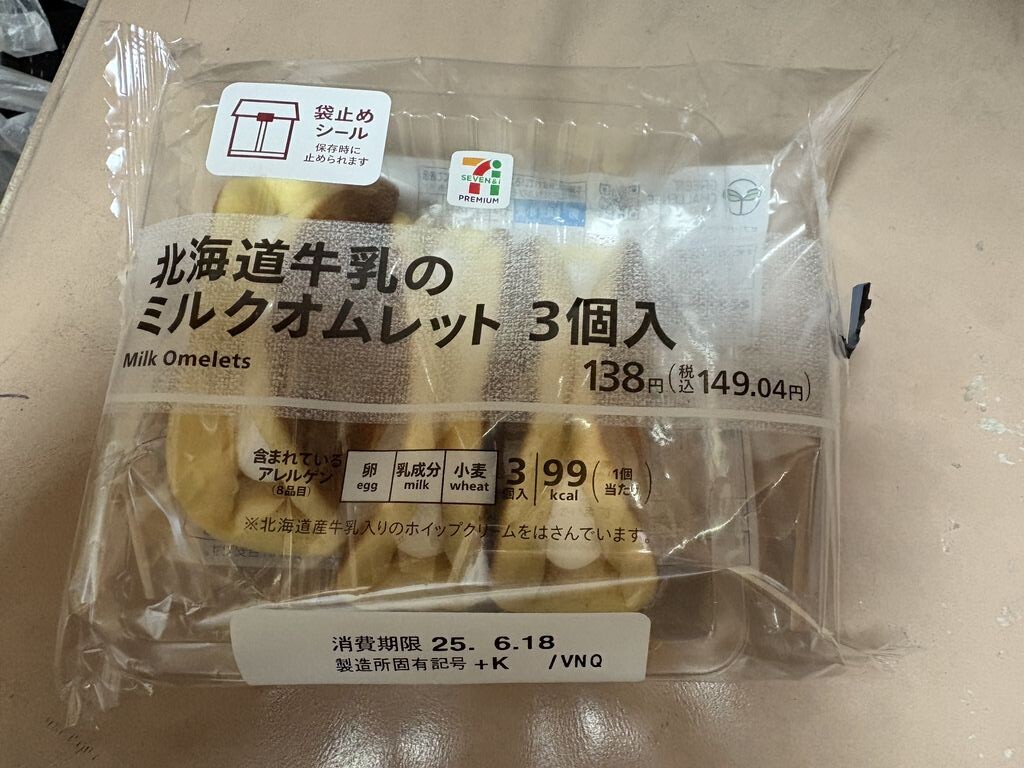 袋止め
シール
保存時に
止められます
SEVEN&i
PREMIUM
北海道牛乳の
ミルクオムレット 3個入
Milk Omelets
138円(税込149.04円)
含まれている
アレルゲン
(8品目)
卵 乳成分 小麦
egg milk wheat
3個入 99kcal (1個当たり)
※北海道産牛乳入りのホイップクリームをはさんでいます。
消費期限 25. 6.18
製造所固有記号 +K /VNQ